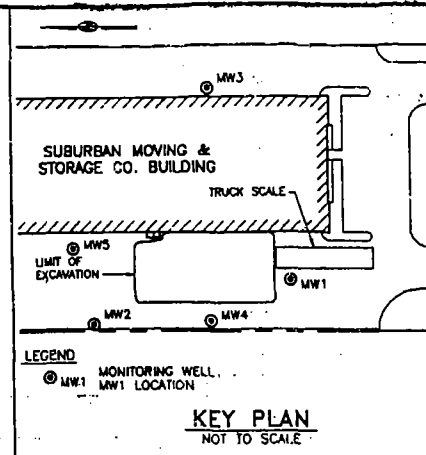 MW3
SUBURBAN MOVING &
STORAGE CO. BUILDING
TRUCK SCALE
MW5
LIMIT OF
EXCAVATION
MW1
MW2
MW4
LEGEND
MW1 MONITORING WELL,
MW1 LOCATION
KEY PLAN
NOT TO SCALE